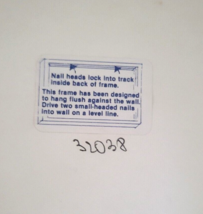 Nail heads lock into track
inside back of frame.
This frame has been designed
to hang flush against the wall.
Drive two small-headed nails
into wall on a level line.
32038